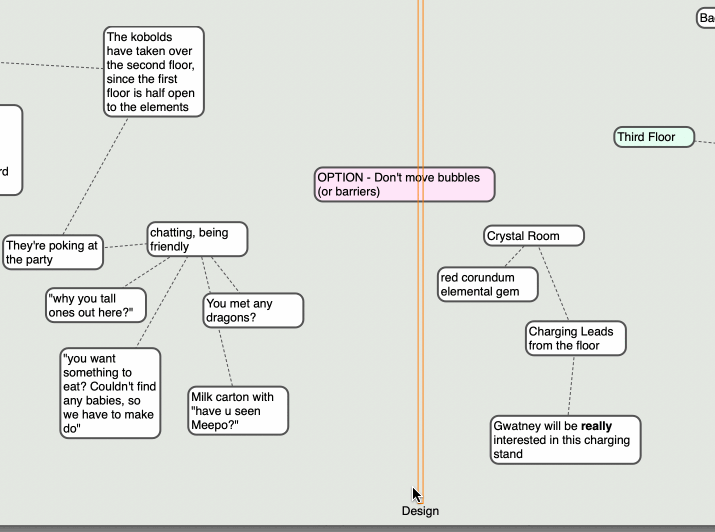 The kobolds
have taken over
the second floor,
since the first
floor is half open
to the elements
Ba
Third Floor
rd
OPTION - Don't move bubbles
(or barriers)
They're poking at
the party
chatting, being
friendly
Crystal Room
"why you tall
ones out here?"
You met any
dragons?
red corundum
elemental gem
Charging Leads
from the floor
"you want
something to
eat? Couldn't find
any babies, so
we have to make
do"
Milk carton with
"have u seen
Meepo?"
Gwatney will be really
interested in this charging
stand
Design